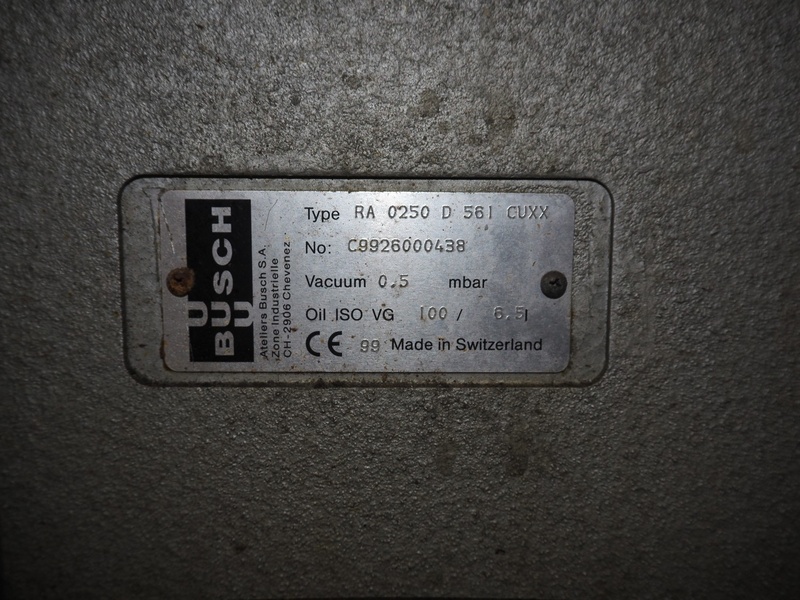 BUSCH
Ateliers Busch S.A.
Zone Industrielle
CH-2906 Chevenez
Type RA 0250 D 561 CUXX
No: C9926000438
Vacuum 0.5 mbar
Oil ISO VG 100 / 6.5l
CE 99 Made in Switzerland